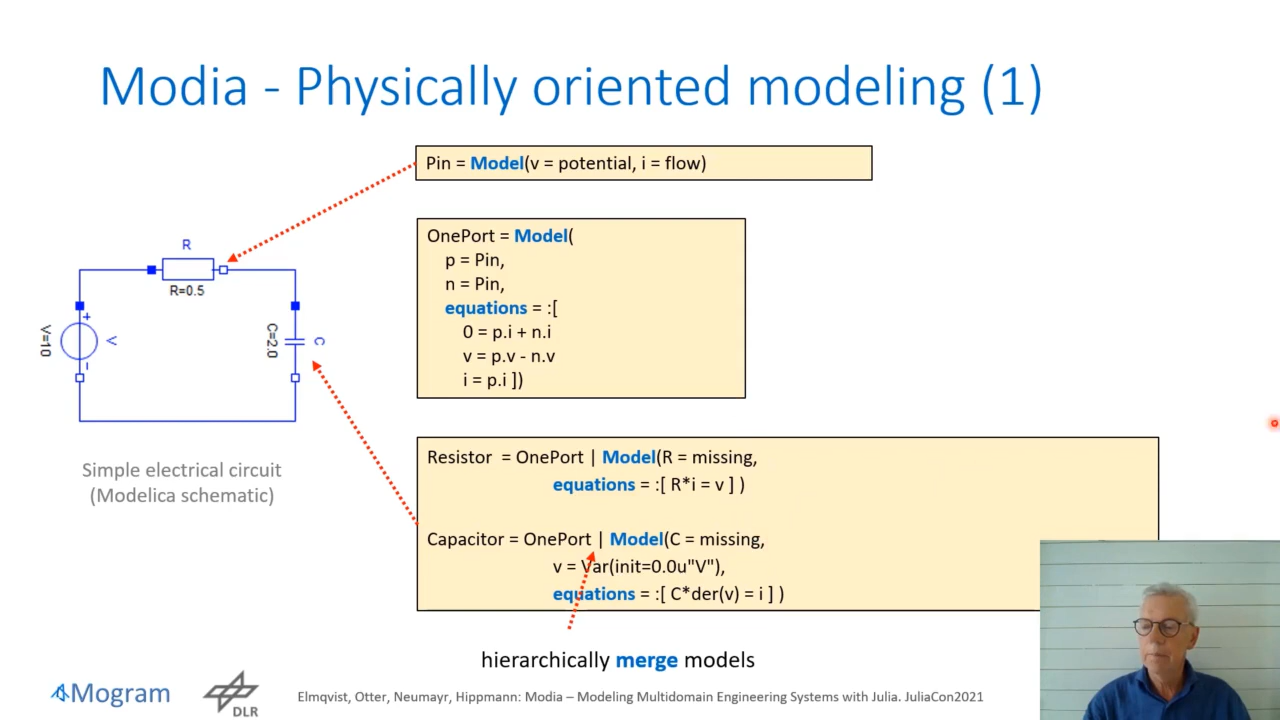 Modia - Physically oriented modeling (1)
Pin = Model(v = potential, i = flow)
OnePort = Model(
p = Pin,
n = Pin,
equations = :[
0 = p.i + n.i
v = p.v - n.v
i = p.i ])
R
R=0.5
V=10
+
-
V
C=2.0
C
Simple electrical circuit
(Modelica schematic)
Resistor = OnePort | Model(R = missing,
equations = :[ R*i = v ] )
Capacitor = OnePort | Model(C = missing,
v = Var(init=0.0u"V"),
equations = :[ C*der(v) = i ] )
hierarchically merge models
Mogram
DLR
Elmqvist, Otter, Neumayr, Hippmann: Modia – Modeling Multidomain Engineering Systems with Julia. JuliaCon2021